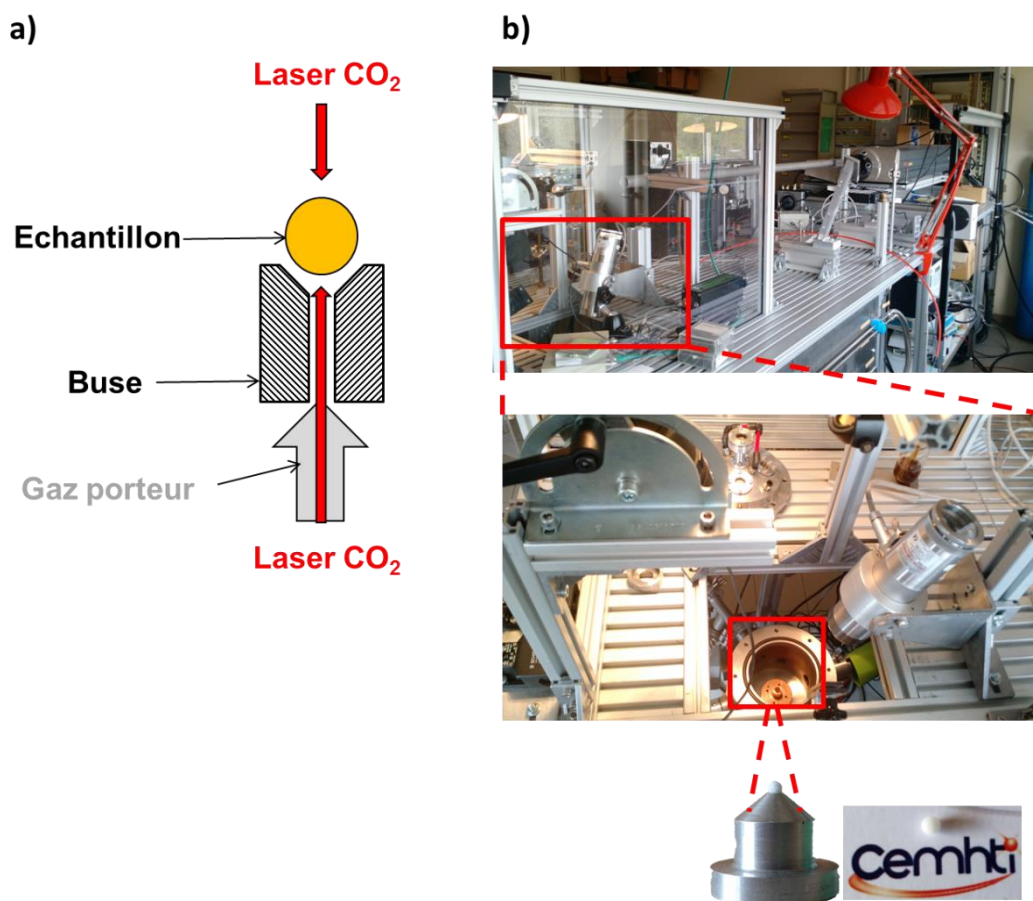 a)
Laser CO₂
Echantillon
Buse
Gaz porteur
Laser CO₂
b)
cemhti